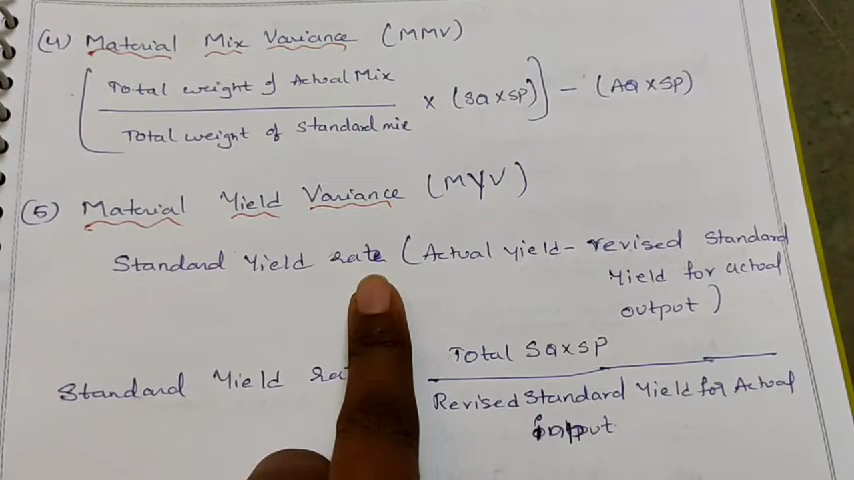 (4) Material Mix Variance (MMV)
[Total weight of Actual Mix / Total weight of Standard mix × (SQ×SP)] - (AQ×SP)
(5) Material Yield Variance (MYV)
Standard Yield rate (Actual yield - revised Standard
Yield for actual
output)
Total SQ×SP
Standard Yield
Revised Standard Yield for Actual